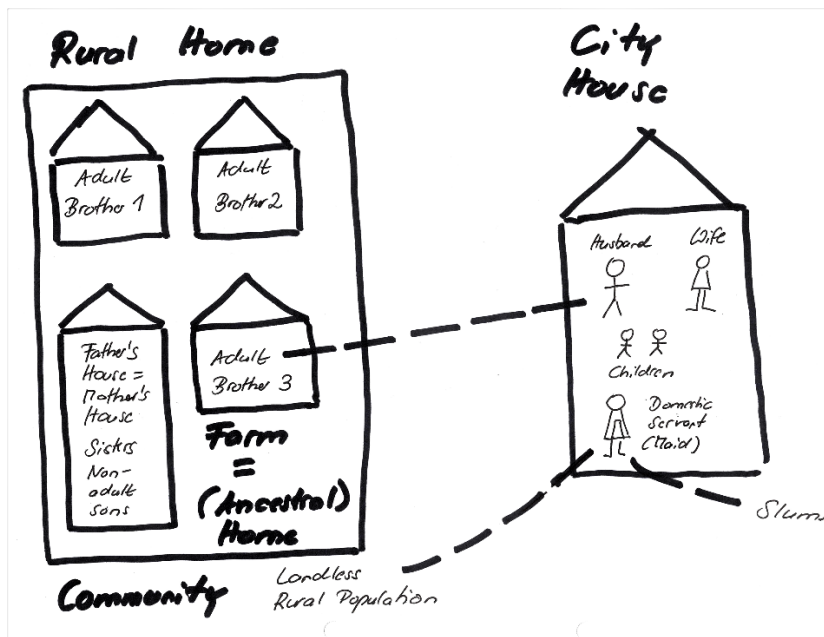 Rural Home
City
House
Adult
Brother 1
Adult
Brother 2
Father's
House =
Mother's
House
Sisters
Non-
adult
sons
Adult
Brother 3
Farm
=
(Ancestral)
Home
Husband
Wife
Children
Domestic
Servant
(Maid)
Slums
Community
Landless
Rural Population